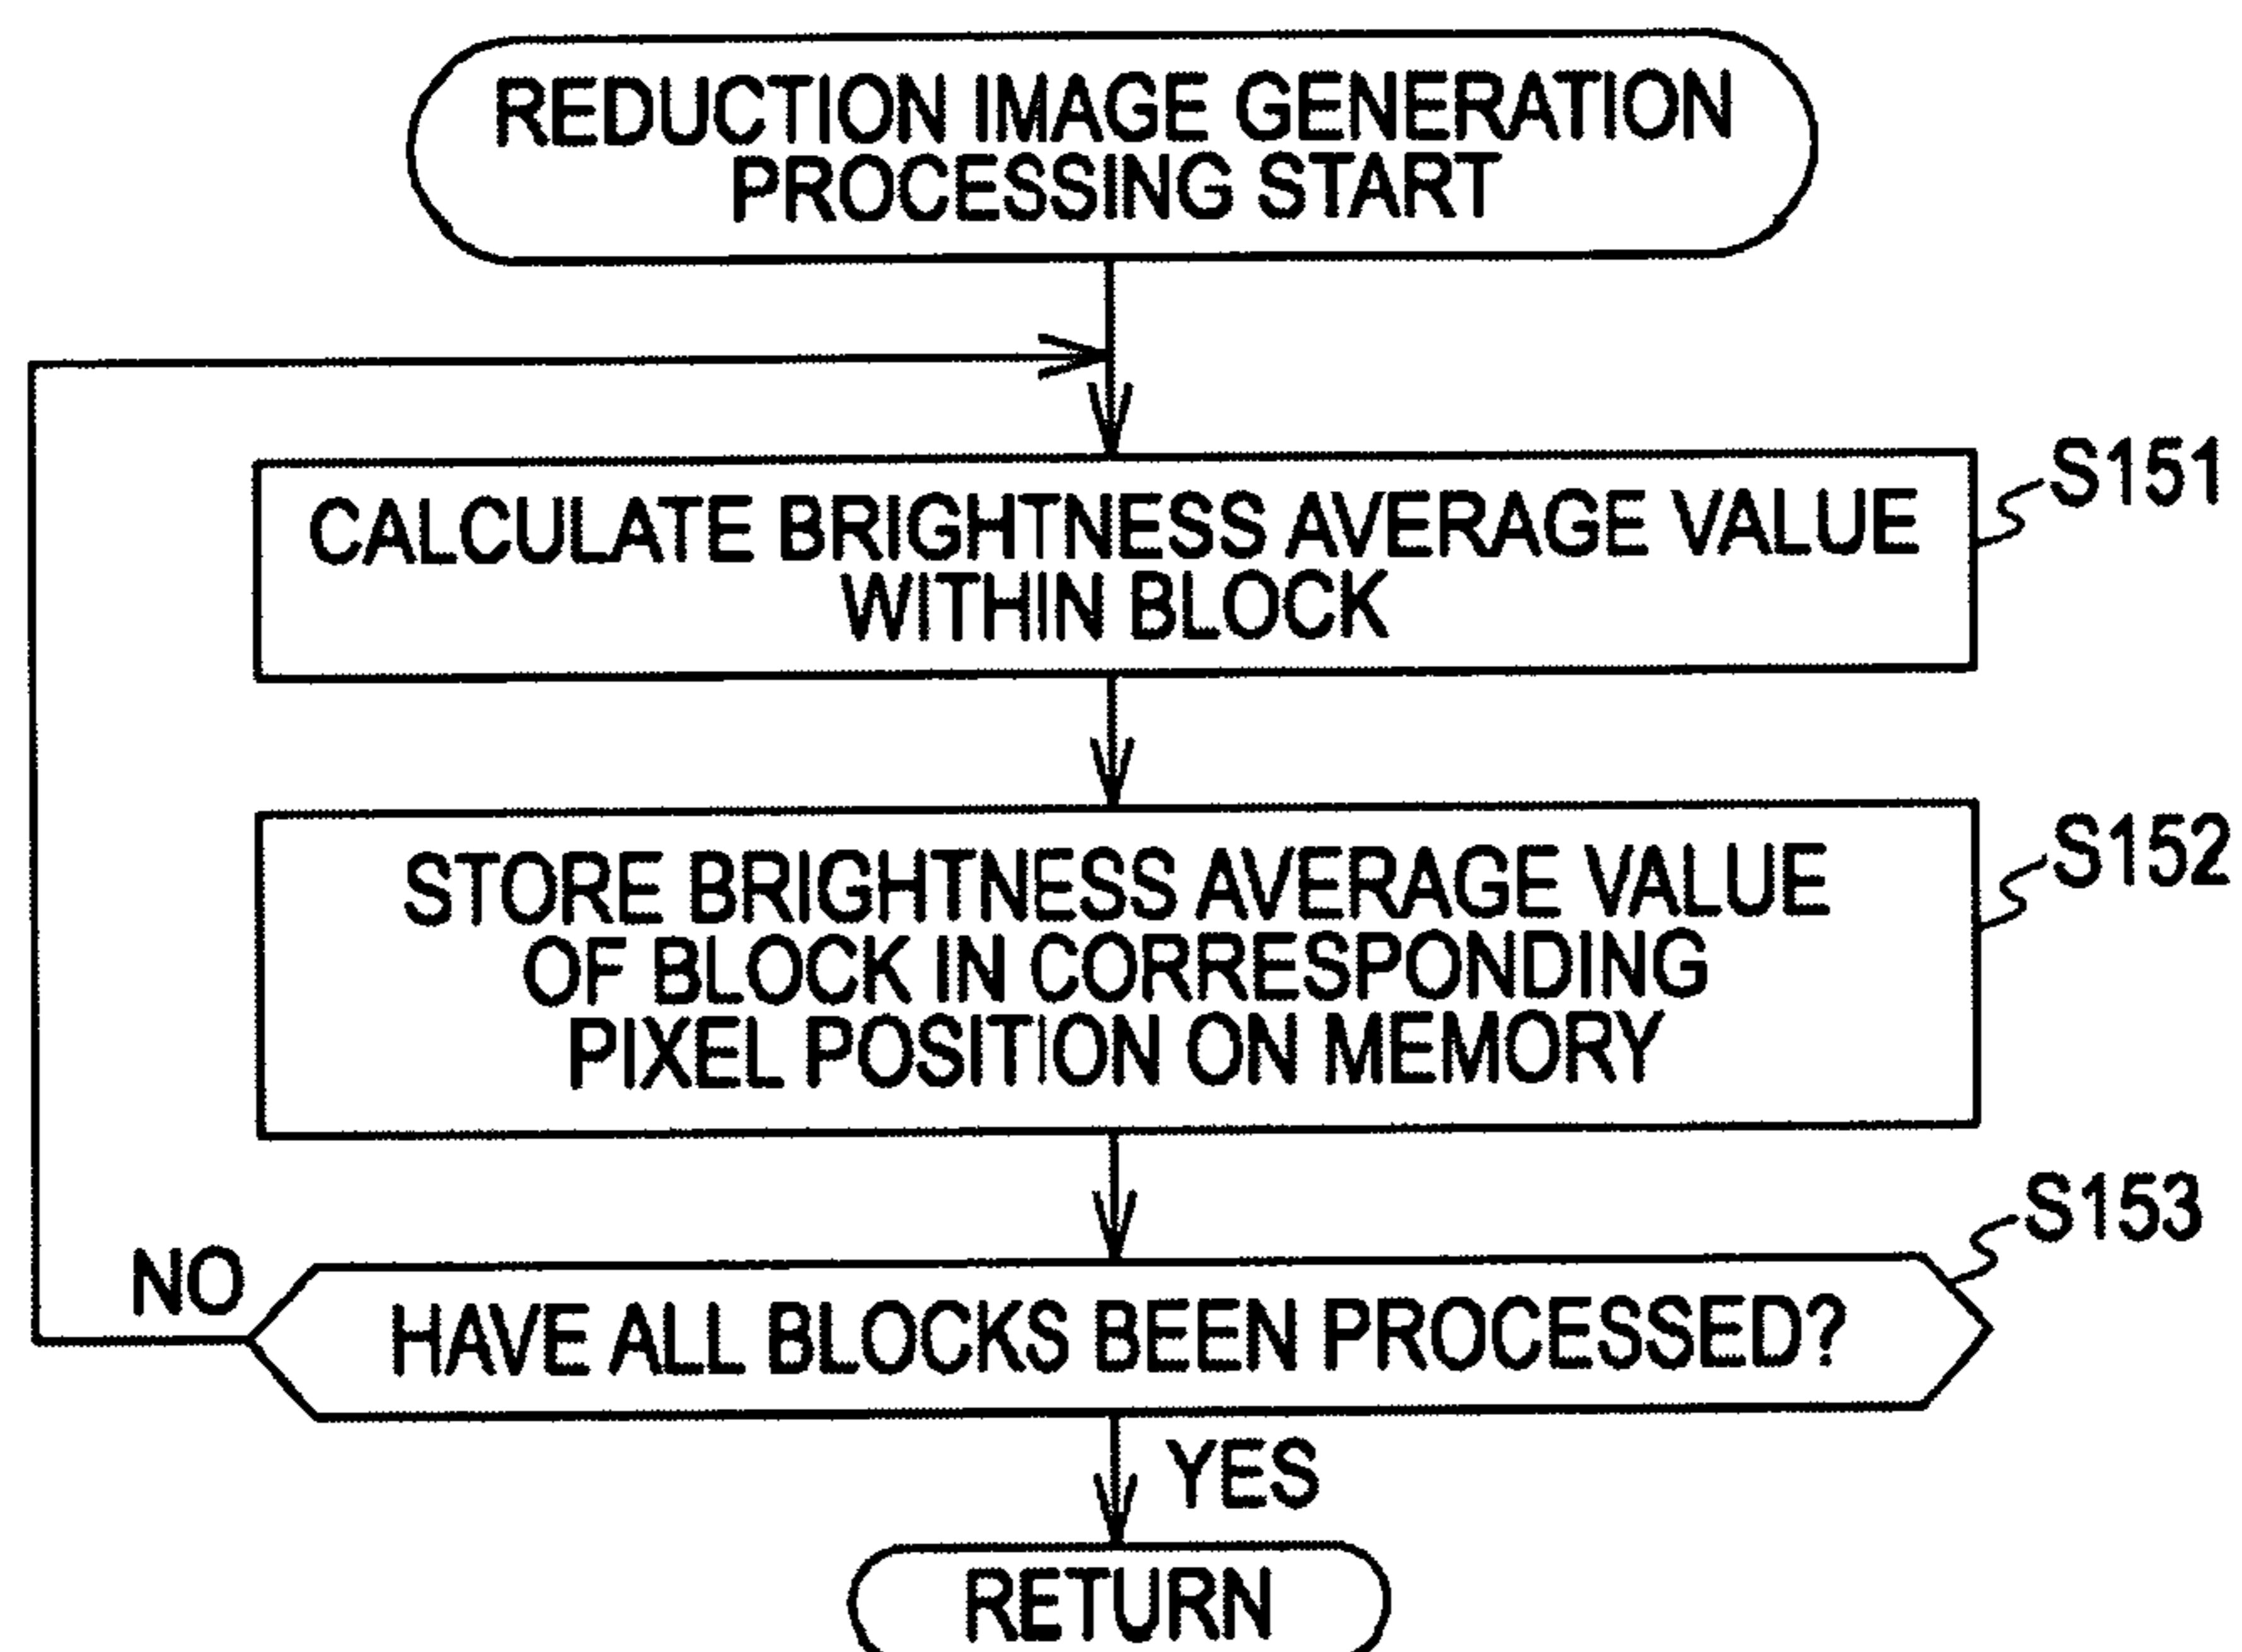 REDUCTION IMAGE GENERATION
PROCESSING START
CALCULATE BRIGHTNESS AVERAGE VALUE
WITHIN BLOCK
S151
STORE BRIGHTNESS AVERAGE VALUE
OF BLOCK IN CORRESPONDING
PIXEL POSITION ON MEMORY
S152
S153
NO
HAVE ALL BLOCKS BEEN PROCESSED?
YES
RETURN